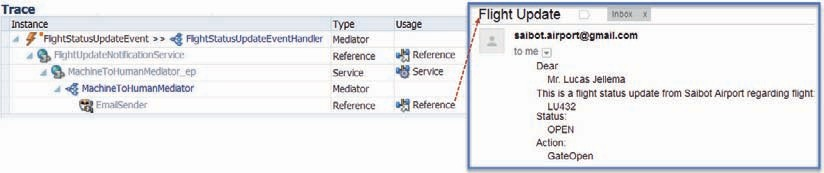 Trace
Instance Type Usage
FlightStatusUpdateEvent >> FlightStatusUpdateEventHandler Mediator
FlightUpdateNotificationService Reference Reference
MachineToHumanMediator_ep Service Service
MachineToHumanMediator Mediator
EmailSender Reference Reference
Flight Update Inbox x
saibot.airport@gmail.com
to me
Dear
Mr. Lucas Jellema
This is a flight status update from Saibot Airport regarding flight
LU432
Status:
OPEN
Action:
GateOpen